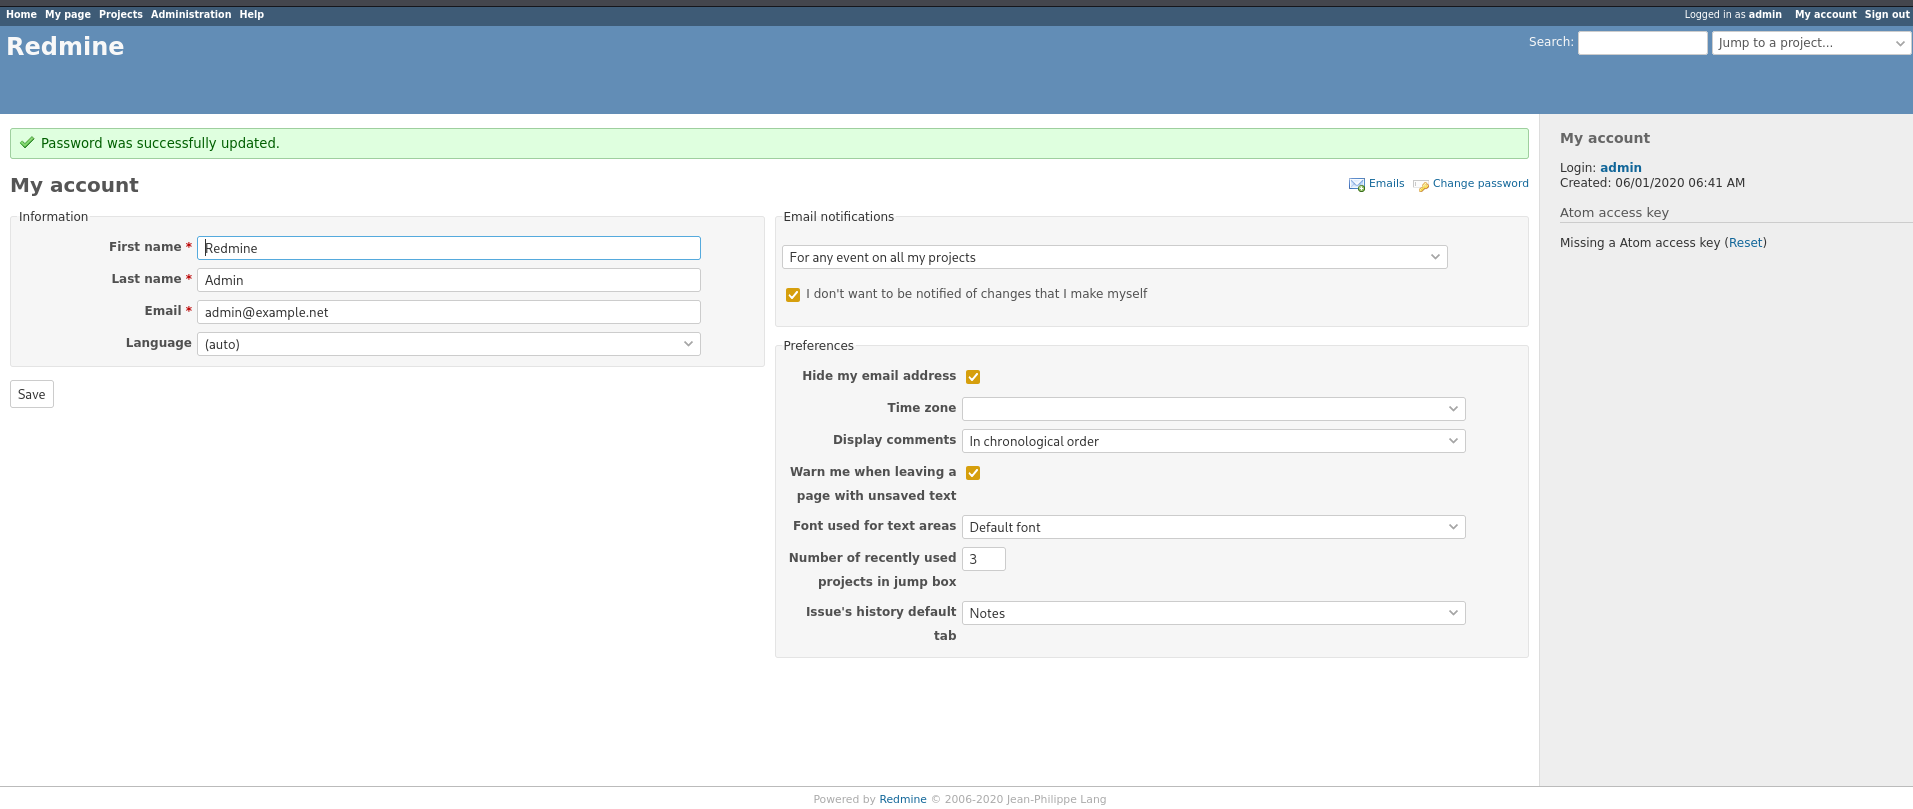 Home My page Projects Administration Help
Logged in as admin My account Sign out
Redmine
Search: Jump to a project...
Password was successfully updated.
My account
Emails Change password
Information
First name * Redmine
Last name * Admin
Email * admin@example.net
Language (auto)
Save
Email notifications
For any event on all my projects
I don't want to be notified of changes that I make myself
Preferences
Hide my email address
Time zone
Display comments In chronological order
Warn me when leaving a
page with unsaved text
Font used for text areas Default font
Number of recently used 3
projects in jump box
Issue's history default Notes
tab
My account
Login: admin
Created: 06/01/2020 06:41 AM
Atom access key
Missing a Atom access key (Reset)
Powered by Redmine © 2006-2020 Jean-Philippe Lang